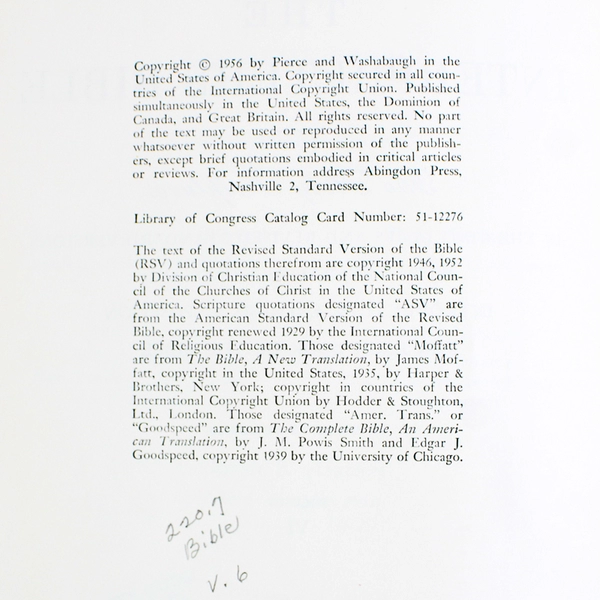 Copyright © 1956 by Pierce and Washabaugh in the
United States of America. Copyright secured in all coun-
tries of the International Copyright Union. Published
simultaneously in the United States, the Dominion of
Canada, and Great Britain. All rights reserved. No part
of the text may be used or reproduced in any manner
whatsoever without written permission of the publish-
ers, except brief quotations embodied in critical articles
or reviews. For information address Abingdon Press,
Nashville 2, Tennessee.
Library of Congress Catalog Card Number: 51-12276
The text of the Revised Standard Version of the Bible
(RSV) and quotations therefrom are copyright 1946, 1952
by Division of Christian Education of the National Coun-
cil of the Churches of Christ in the United States of
America. Scripture quotations designated “ASV” are
from the American Standard Version of the Revised
Bible, copyright renewed 1929 by the International Coun-
cil of Religious Education. Those designated “Moffatt”
are from The Bible, A New Translation, by James Mof-
fatt, copyright in the United States, 1935, by Harper &
Brothers, New York; copyright in countries of the
International Copyright Union by Hodder & Stoughton,
Ltd., London. Those designated “Amer. Trans.” or
“Goodspeed” are from The Complete Bible, An Ameri-
can Translation, by J. M. Powis Smith and Edgar J.
Goodspeed, copyright 1939 by the University of Chicago.
220.7
Bible
V. 6